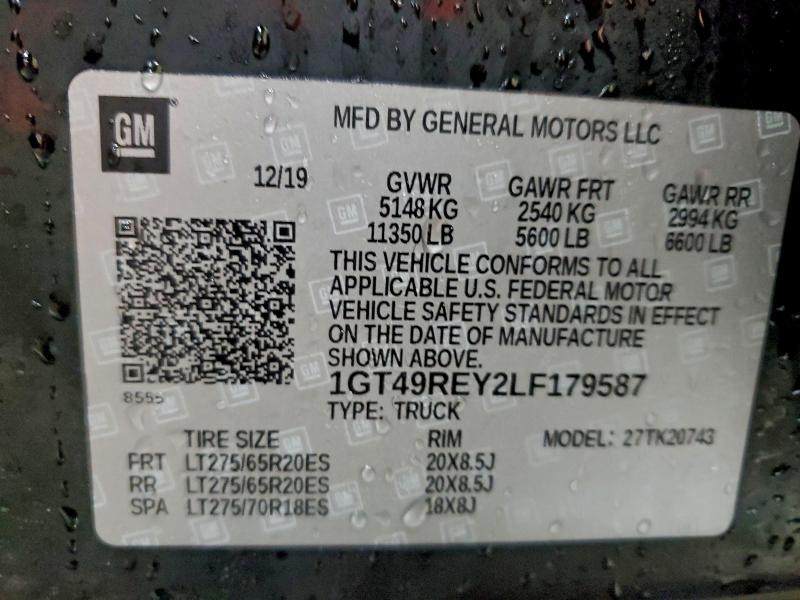 GM
MFD BY GENERAL MOTORS LLC
12/19
GVWR GAWR FRT GAWR RR
5148 KG 2540 KG 2994 KG
11350 LB 5600 LB 6600 LB
THIS VEHICLE CONFORMS TO ALL
APPLICABLE U.S. FEDERAL MOTOR
VEHICLE SAFETY STANDARDS IN EFFECT
ON THE DATE OF MANUFACTURE
SHOWN ABOVE.
1GT49REY2LF179587
TYPE: TRUCK
8555
TIRE SIZE RIM MODEL: 27TK20743
FRT LT275/65R20ES 20X8.5J
RR LT275/65R20ES 20X8.5J
SPA LT275/70R18ES 18X8J